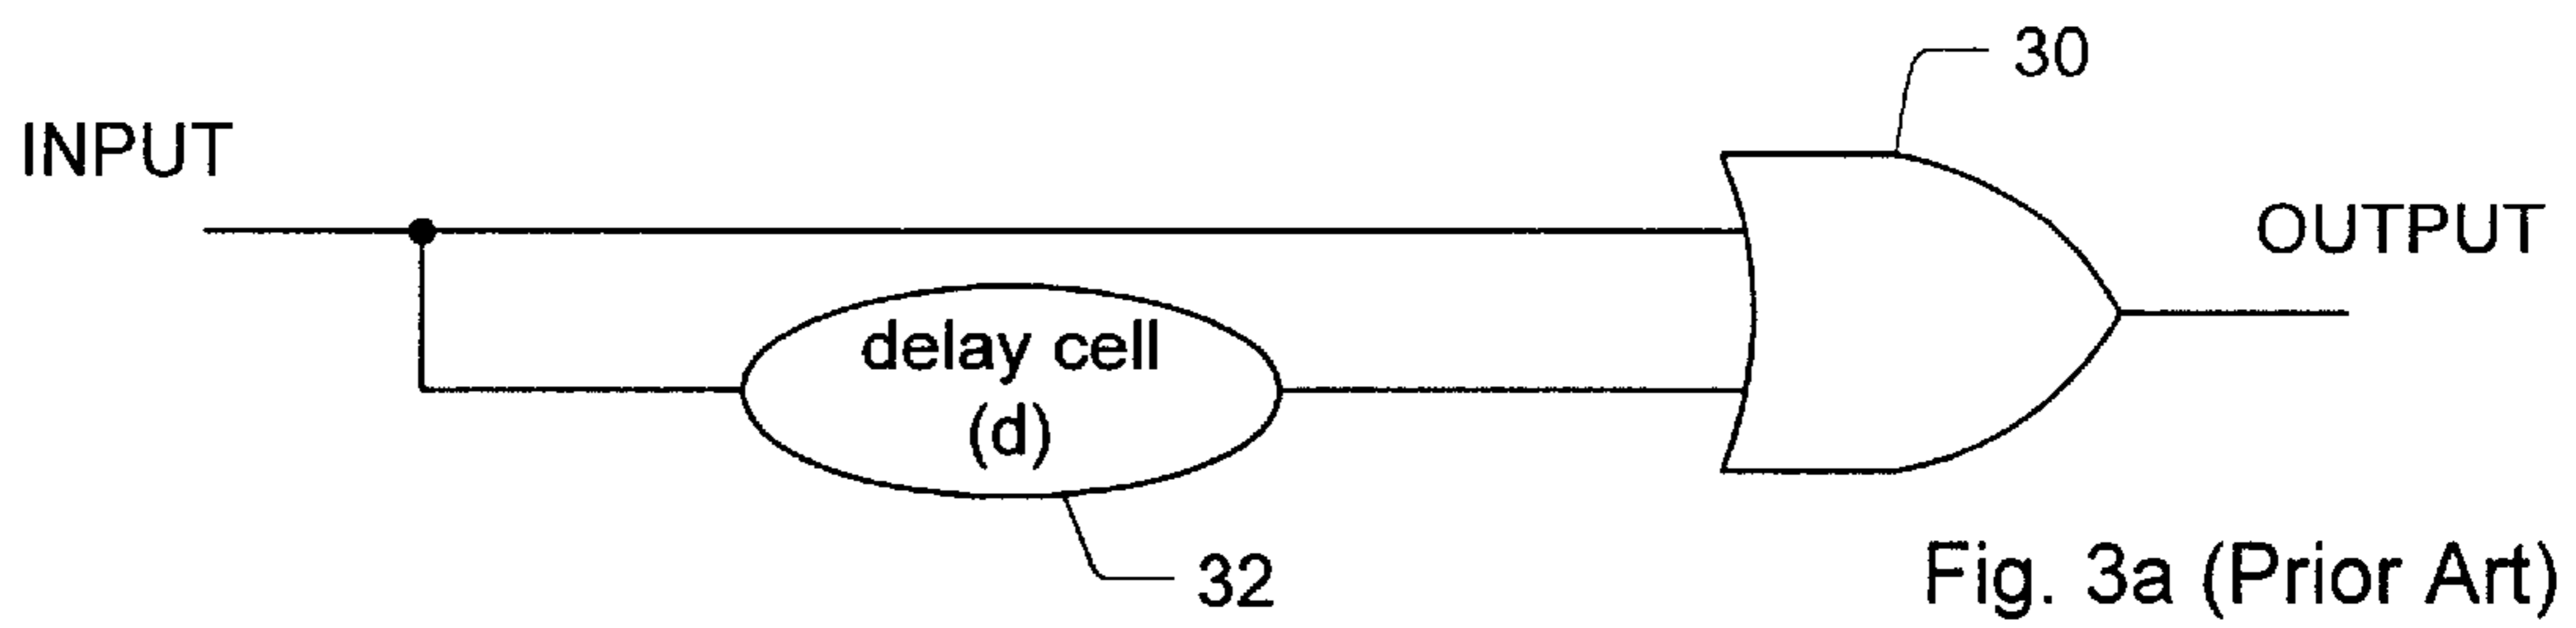 30
INPUT
OUTPUT
delay cell
(d)
32
Fig. 3a (Prior Art)